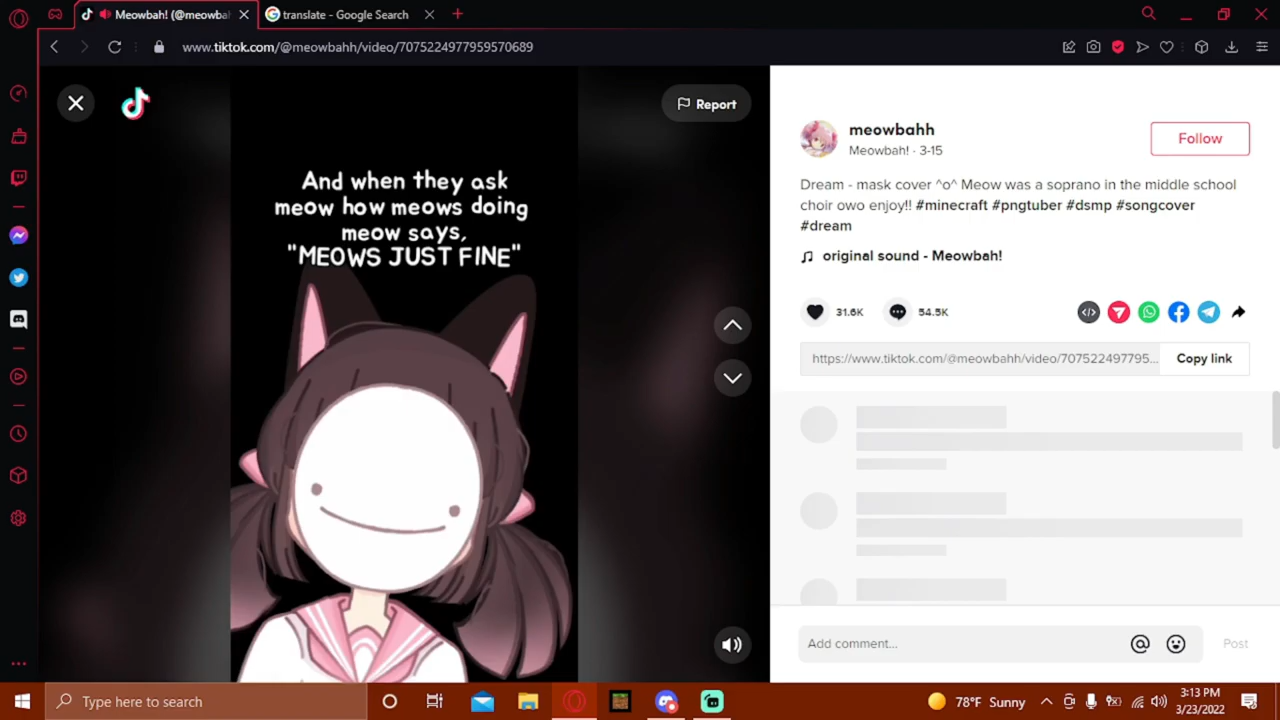 Meowbah! (@meowba
translate - Google Search
www.tiktok.com/@meowbahh/video/7075224977959570689
Report
And when they ask
meow how meows doing
meow says,
"MEOWS JUST FINE"
meowbahh
Meowbah! · 3-15
Follow
Dream - mask cover ^o^ Meow was a soprano in the middle school
choir owo enjoy!! #minecraft #pngtuber #dsmp #songcover
#dream
original sound - Meowbah!
31.6K
54.5K
https://www.tiktok.com/@meowbahh/video/707522497795...
Copy link
Add comment...
Post
Type here to search
78°F Sunny
3:13 PM
3/23/2022